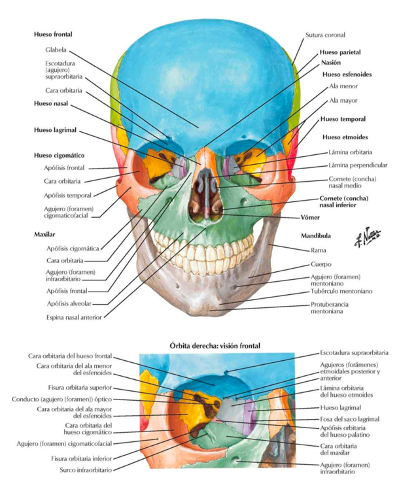 Hueso frontal
Glabela
Escotadura
(agujero)
supraorbitaria
Cara orbitaria
Hueso nasal
Hueso lagrimal
Hueso cigomático
Apófisis frontal
Cara orbitaria
Apófisis temporal
Agujero (foramen)
cigomaticofacial
Maxilar
Apófisis cigomática
Cara orbitaria
Agujero (foramen)
infraorbitario
Apófisis frontal
Apófisis alveolar
Espina nasal anterior
Sutura coronal
Hueso parietal
Nasión
Hueso esfenoides
Ala menor
Ala mayor
Hueso temporal
Hueso etmoides
Lámina orbitaria
Lámina perpendicular
Cornete (concha)
nasal medio
Cornete (concha)
nasal inferior
Vómer
Mandíbula
Rama
Cuerpo
Agujero (foramen)
mentoniano
Tubérculo mentoniano
Protuberancia
mentoniana
F. Netter
Órbita derecha: visión frontal
Cara orbitaria del hueso frontal
Cara orbitaria del ala menor
del esfenoides
Fisura orbitaria superior
Conducto (agujero [foramen]) óptico
Cara orbitaria del ala mayor
del esfenoides
Cara orbitaria del
hueso cigomático
Agujero (foramen) cigomaticofacial
Fisura orbitaria inferior
Surco infraorbitario
Escotadura supraorbitaria
Agujeros (forámenes)
etmoidales posterior y
anterior
Lámina orbitaria
del hueso etmoides
Hueso lagrimal
Fosa del saco lagrimal
Apófisis orbitaria
del hueso palatino
Cara orbitaria
del maxilar
Agujero (foramen)
infraorbitario